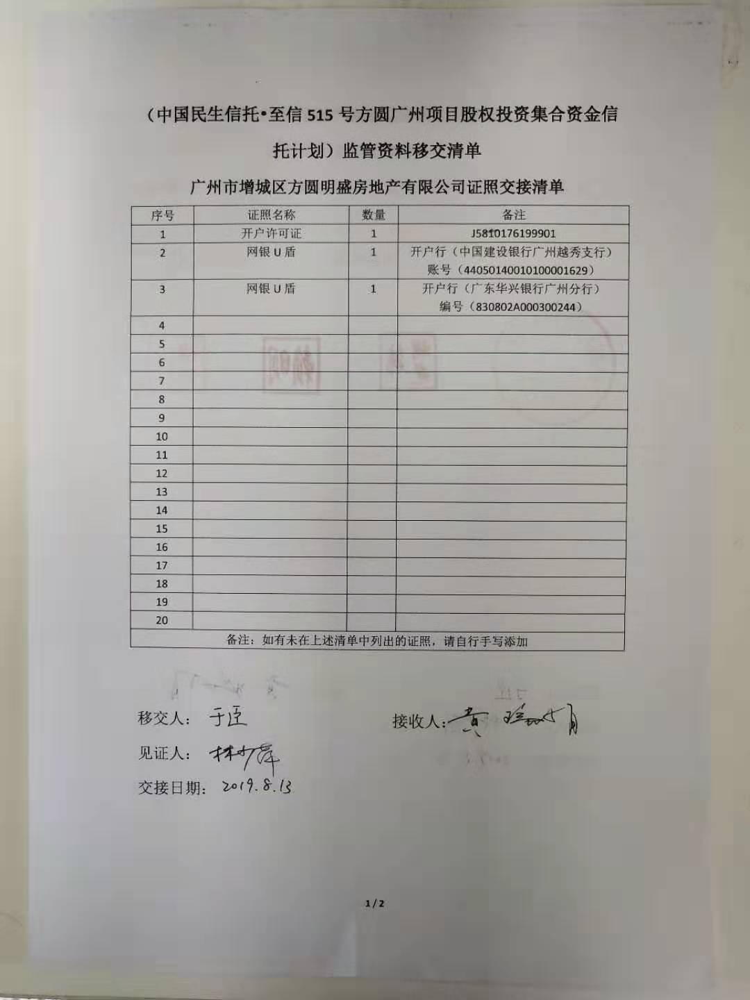 （中国民生信托•至信 515 号方圆广州项目股权投资集合资金信
托计划）监管资料移交清单
广州市增城区方圆明盛房地产有限公司证照交接清单
序号 证照名称 数量 备注
1 开户许可证 1 J5810176199901
2 网银 U 盾 1 开户行（中国建设银行广州越秀支行）
账号（44050140010100001629）
3 网银 U 盾 1 开户行（广东华兴银行广州分行）
编号（830802A000300244）
4
5
6
7
8
9
10
11
12
13
14
15
16
17
18
19
20
备注：如有未在上述清单中列出的证照，请自行手写添加
移交人： 于臣 接收人：黄
见证人： 林少萍
交接日期： 2019.8.13
1 / 2